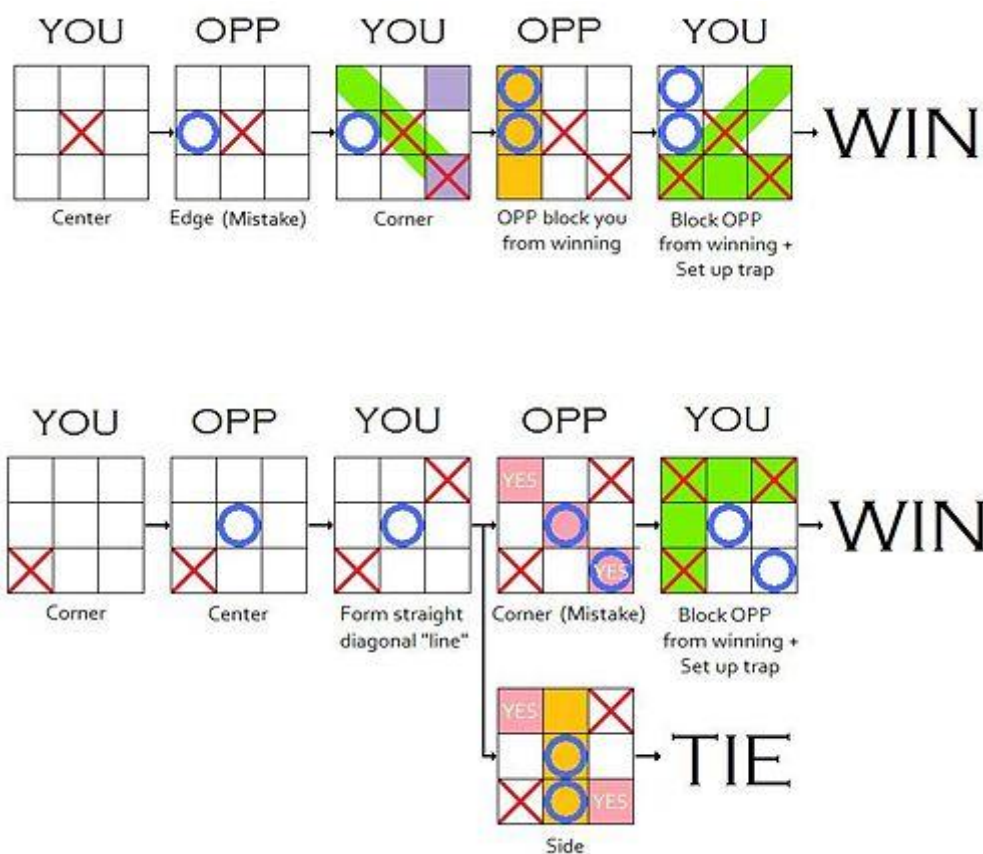 YOU OPP YOU OPP YOU
WIN
Center
Edge (Mistake)
Corner
OPP block you
from winning
Block OPP
from winning +
Set up trap
YOU OPP YOU OPP YOU
YES
YES
WIN
Corner
Center
Form straight
diagonal "line"
Corner (Mistake)
Block OPP
from winning +
Set up trap
YES
YES
TIE
Side